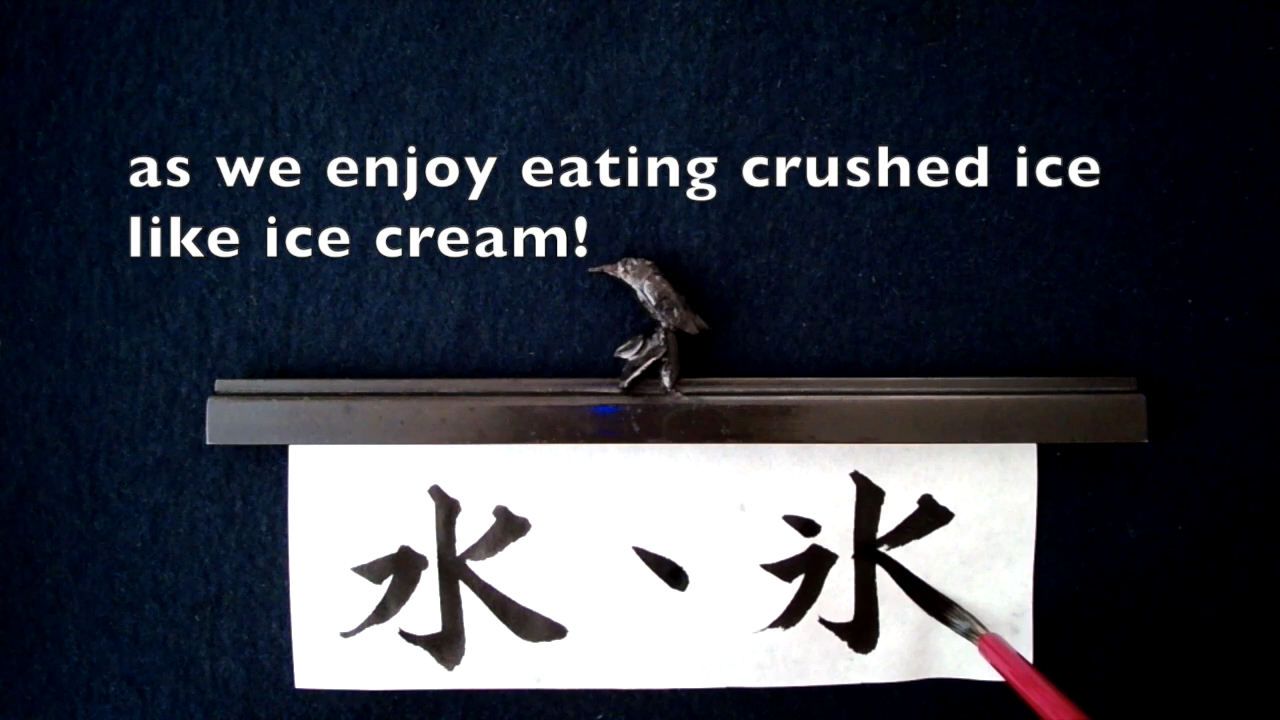 as we enjoy eating crushed ice
like ice cream!
水、氷